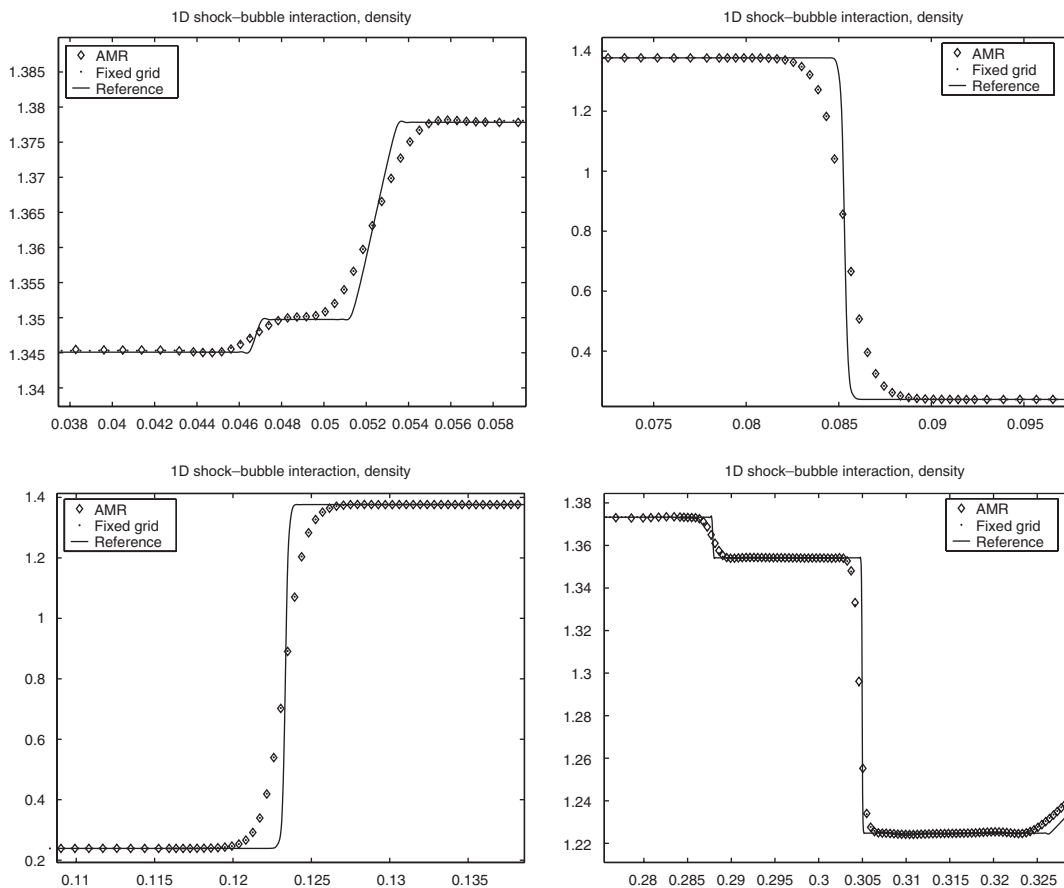 1D shock–bubble interaction, density
AMR
Fixed grid
Reference
1.385
1.38
1.375
1.37
1.365
1.36
1.355
1.35
1.345
1.34
0.038 0.04 0.042 0.044 0.046 0.048 0.05 0.052 0.054 0.056 0.058
1D shock–bubble interaction, density
AMR
Fixed grid
Reference
1.4
1.2
1
0.8
0.6
0.4
0.075 0.08 0.085 0.09 0.095
1D shock–bubble interaction, density
AMR
Fixed grid
Reference
1.4
1.2
1
0.8
0.6
0.4
0.2
0.11 0.115 0.12 0.125 0.13 0.135
1D shock–bubble interaction, density
AMR
Fixed grid
Reference
1.38
1.36
1.34
1.32
1.3
1.28
1.26
1.24
1.22
0.28 0.285 0.29 0.295 0.3 0.305 0.31 0.315 0.32 0.325